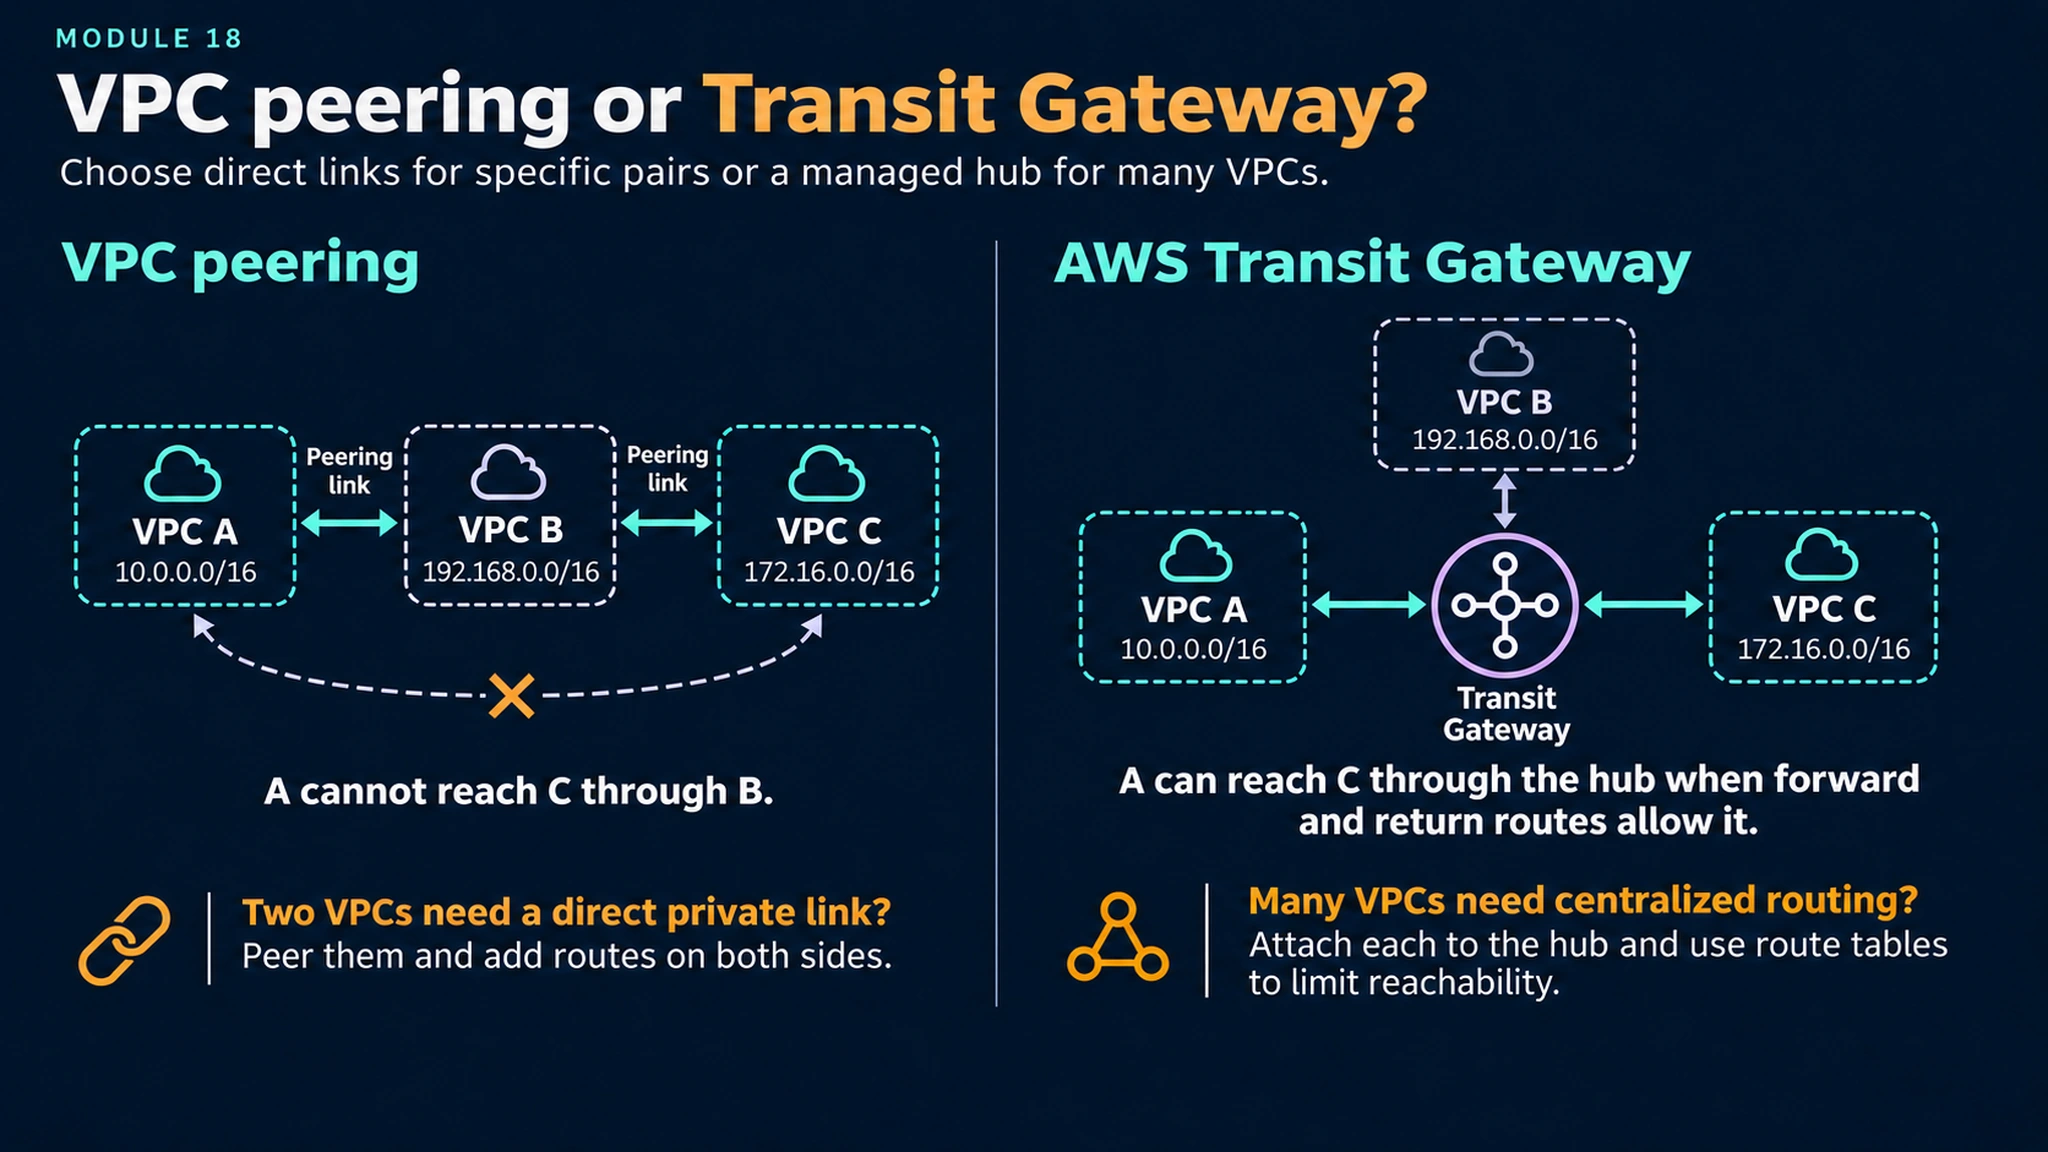 MODULE 18
VPC peering or Transit Gateway?
Choose direct links for specific pairs or a managed hub for many VPCs.
VPC peering
VPC A
10.0.0.0/16
Peering
link
VPC B
192.168.0.0/16
Peering
link
VPC C
172.16.0.0/16
A cannot reach C through B.
Two VPCs need a direct private link?
Peer them and add routes on both sides.
AWS Transit Gateway
VPC B
192.168.0.0/16
VPC A
10.0.0.0/16
Transit
Gateway
VPC C
172.16.0.0/16
A can reach C through the hub when forward
and return routes allow it.
Many VPCs need centralized routing?
Attach each to the hub and use route tables
to limit reachability.